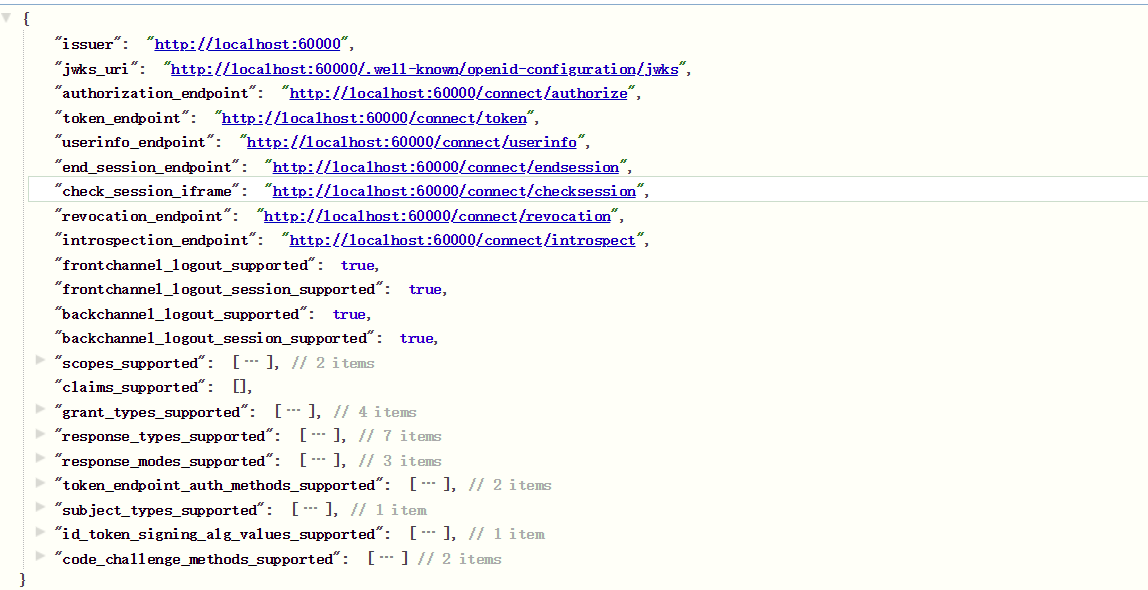 {
"issuer": "http://localhost:60000",
"jwks_uri": "http://localhost:60000/.well-known/openid-configuration/jwks",
"authorization_endpoint": "http://localhost:60000/connect/authorize",
"token_endpoint": "http://localhost:60000/connect/token",
"userinfo_endpoint": "http://localhost:60000/connect/userinfo",
"end_session_endpoint": "http://localhost:60000/connect/endsession",
"check_session_iframe": "http://localhost:60000/connect/checksession",
"revocation_endpoint": "http://localhost:60000/connect/revocation",
"introspection_endpoint": "http://localhost:60000/connect/introspect",
"frontchannel_logout_supported": true,
"frontchannel_logout_session_supported": true,
"backchannel_logout_supported": true,
"backchannel_logout_session_supported": true,
"scopes_supported": [ ··· ], // 2 items
"claims_supported": [],
"grant_types_supported": [ ··· ], // 4 items
"response_types_supported": [ ··· ], // 7 items
"response_modes_supported": [ ··· ], // 3 items
"token_endpoint_auth_methods_supported": [ ··· ], // 2 items
"subject_types_supported": [ ··· ], // 1 item
"id_token_signing_alg_values_supported": [ ··· ], // 1 item
"code_challenge_methods_supported": [ ··· ] // 2 items
}